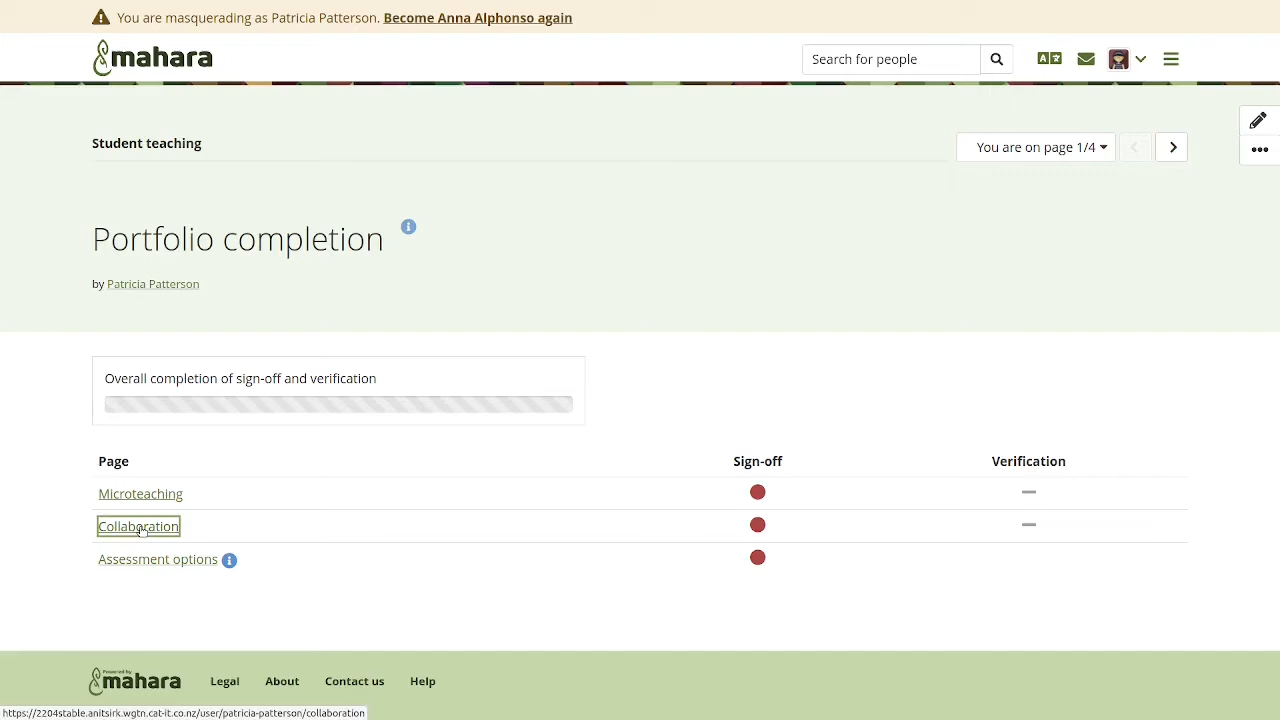 You are masquerading as Patricia Patterson. Become Anna Alphonso again
mahara
Search for people
Student teaching
You are on page 1/4
Portfolio completion
by Patricia Patterson
Overall completion of sign-off and verification
Page Sign-off Verification
Microteaching
Collaboration
Assessment options
Powered by
mahara
Legal About Contact us Help
https://2204stable.anitsirk.wgtn.cat-it.co.nz/user/patricia-patterson/collaboration